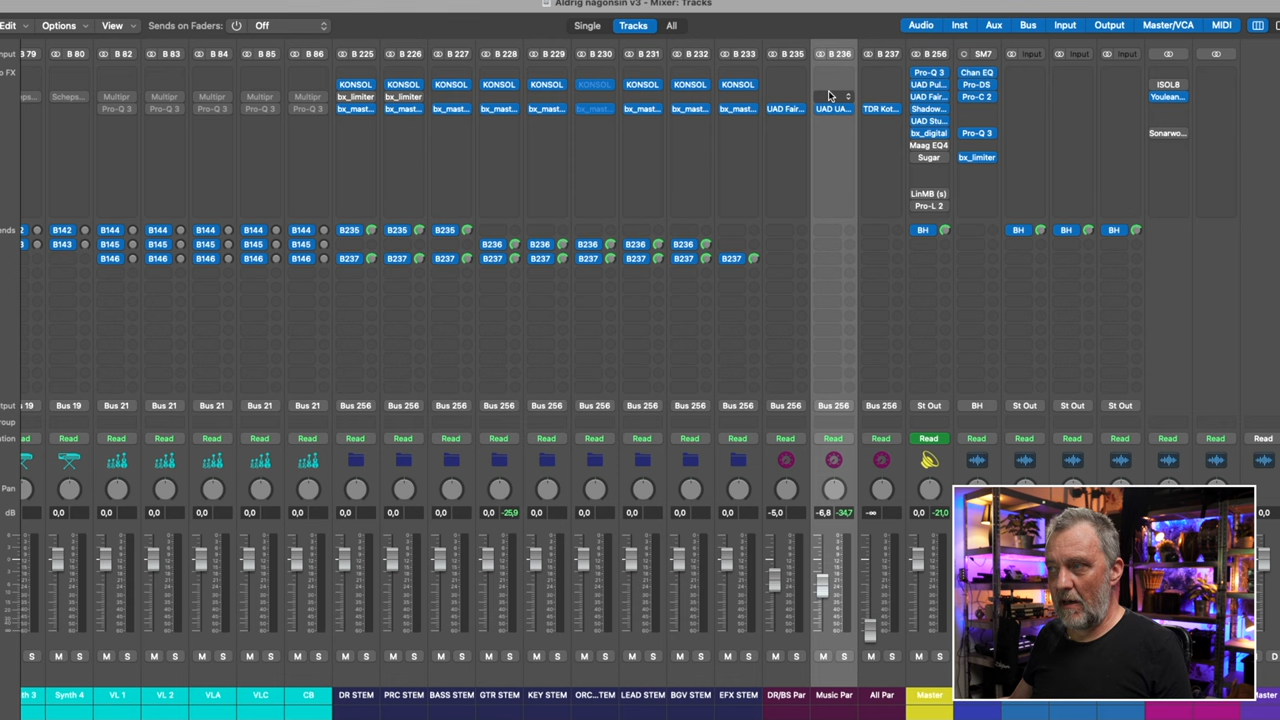 Aldrig någonsin v3 - Mixer: Tracks
Edit Options View Sends on Faders: Off Single Tracks All Audio Inst Aux Bus Input Output Master/VCA MIDI
B 80 B 82 B 83 B 84 B 85 B 86 B 225 B 226 B 227 B 228 B 229 B 230 B 231 B 232 B 233 B 235 B 236 B 237 B 256 SM7 Input Input Input
Pro-Q 3 Chan EQ
KONSOL KONSOL KONSOL KONSOL KONSOL KONSOL KONSOL KONSOL KONSOL UAD Pul... Pro-DS ISOL8
Scheps... Multipr Multipr Multipr Multipr Multipr bx_limiter bx_limiter UAD Fair... Pro-C 2 Youlean...
Pro-Q 3 Pro-Q 3 Pro-Q 3 Pro-Q 3 Pro-Q 3 bx_mast... bx_mast... bx_mast... bx_mast... bx_mast... bx_mast... bx_mast... bx_mast... bx_mast... UAD Fair... UAD UA... TDR Kot... Shadow...
UAD Stu...
bx_digital Pro-Q 3 Sonarwo...
Maag EQ4
Sugar bx_limiter
LinMB (s)
Pro-L 2
B142 B144 B144 B144 B144 B144 B235 B235 B235 BH BH BH BH
B143 B145 B145 B145 B145 B145 B236 B236 B236 B236 B236
B146 B146 B146 B146 B146 B237 B237 B237 B237 B237 B237 B237 B237 B237
Bus 19 Bus 21 Bus 21 Bus 21 Bus 21 Bus 21 Bus 256 Bus 256 Bus 256 Bus 256 Bus 256 Bus 256 Bus 256 Bus 256 Bus 256 Bus 256 Bus 256 Bus 256 St Out BH St Out St Out St Out
Read Read Read Read Read Read Read Read Read Read Read Read Read Read Read Read Read Read Read Read Read Read Read Read Read Read
Pan
dB 0,0 0,0 0,0 0,0 0,0 0,0 0,0 0,0 0,0 0,0 -25,9 0,0 0,0 0,0 0,0 0,0 -5,0 -6,8 -34,7 -∞ 0,0 -21,0 0,0
S M S M S M S M S M S M S M S M S M S M S M S M S M S M S M S M S M S M S M S M S
Synth 4 VL 1 VL 2 VLA VLC CB DR STEM PRC STEM BASS STEM GTR STEM KEY STEM ORC...TEM LEAD STEM BGV STEM EFX STEM DR/BS Par Music Par All Par Master